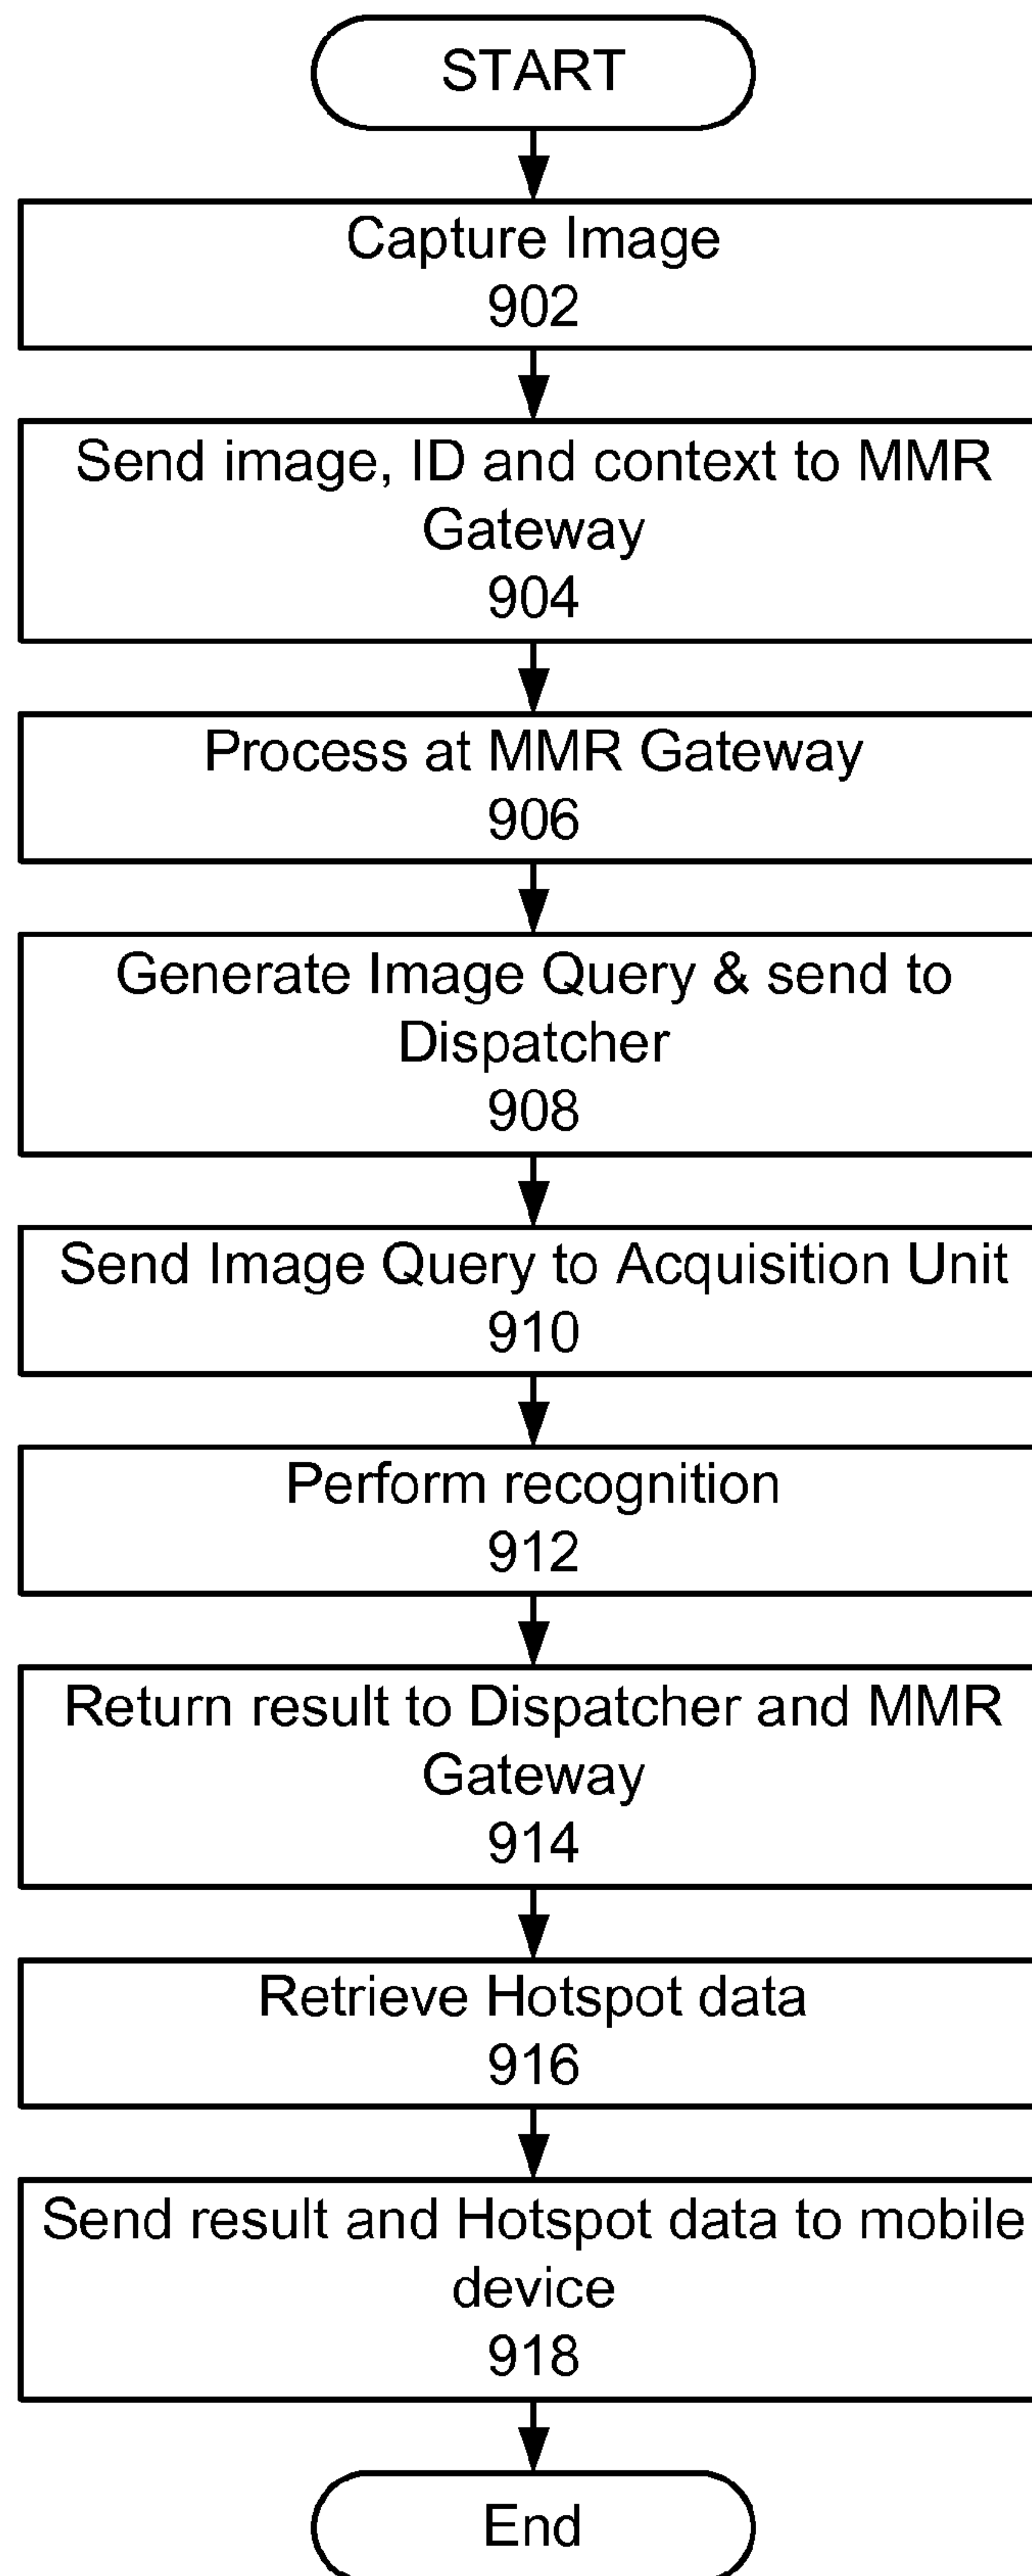 START
Capture Image
902
Send image, ID and context to MMR
Gateway
904
Process at MMR Gateway
906
Generate Image Query & send to
Dispatcher
908
Send Image Query to Acquisition Unit
910
Perform recognition
912
Return result to Dispatcher and MMR
Gateway
914
Retrieve Hotspot data
916
Send result and Hotspot data to mobile
device
918
End